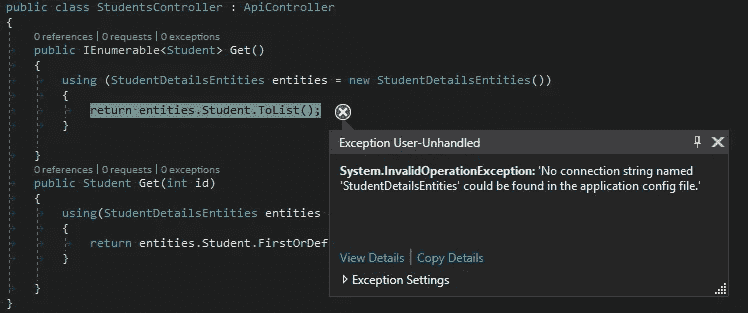 public class StudentsController : ApiController
{
0 references | 0 requests | 0 exceptions
public IEnumerable<Student> Get()
{
using (StudentDetailsEntities entities = new StudentDetailsEntities())
{
return entities.Student.ToList();
}
}
0 references | 0 requests | 0 exceptions
public Student Get(int id)
{
using(StudentDetailsEntities entities
{
return entities.Student.FirstOrDef
}
}
}
Exception User-Unhandled
System.InvalidOperationException: 'No connection string named
'StudentDetailsEntities' could be found in the application config file.'
View Details | Copy Details
Exception Settings